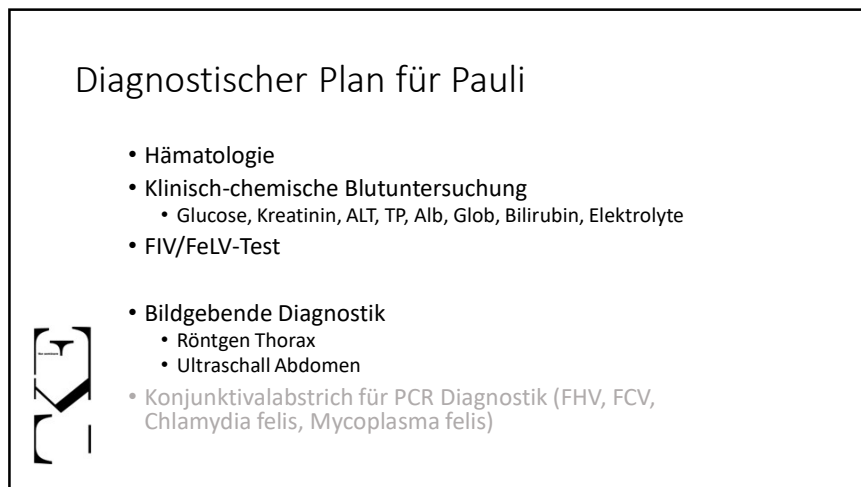 Diagnostischer Plan für Pauli
• Hämatologie
• Klinisch-chemische Blutuntersuchung
• Glucose, Kreatinin, ALT, TP, Alb, Glob, Bilirubin, Elektrolyte
• FIV/FeLV-Test
• Bildgebende Diagnostik
• Röntgen Thorax
• Ultraschall Abdomen
• Konjunktivalabstrich für PCR Diagnostik (FHV, FCV,
Chlamydia felis, Mycoplasma felis)